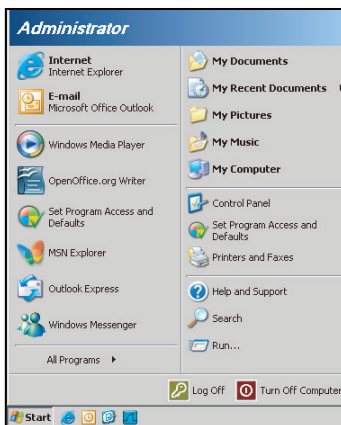 Administrator
Internet
Internet Explorer
E-mail
Microsoft Office Outlook
Windows Media Player
OpenOffice.org Writer
Set Program Access and
Defaults
MSN Explorer
Outlook Express
Windows Messenger
All Programs
My Documents
My Recent Documents
My Pictures
My Music
My Computer
Control Panel
Set Program Access and
Defaults
Printers and Faxes
Help and Support
Search
Run...
Log Off
Turn Off Computer
Start